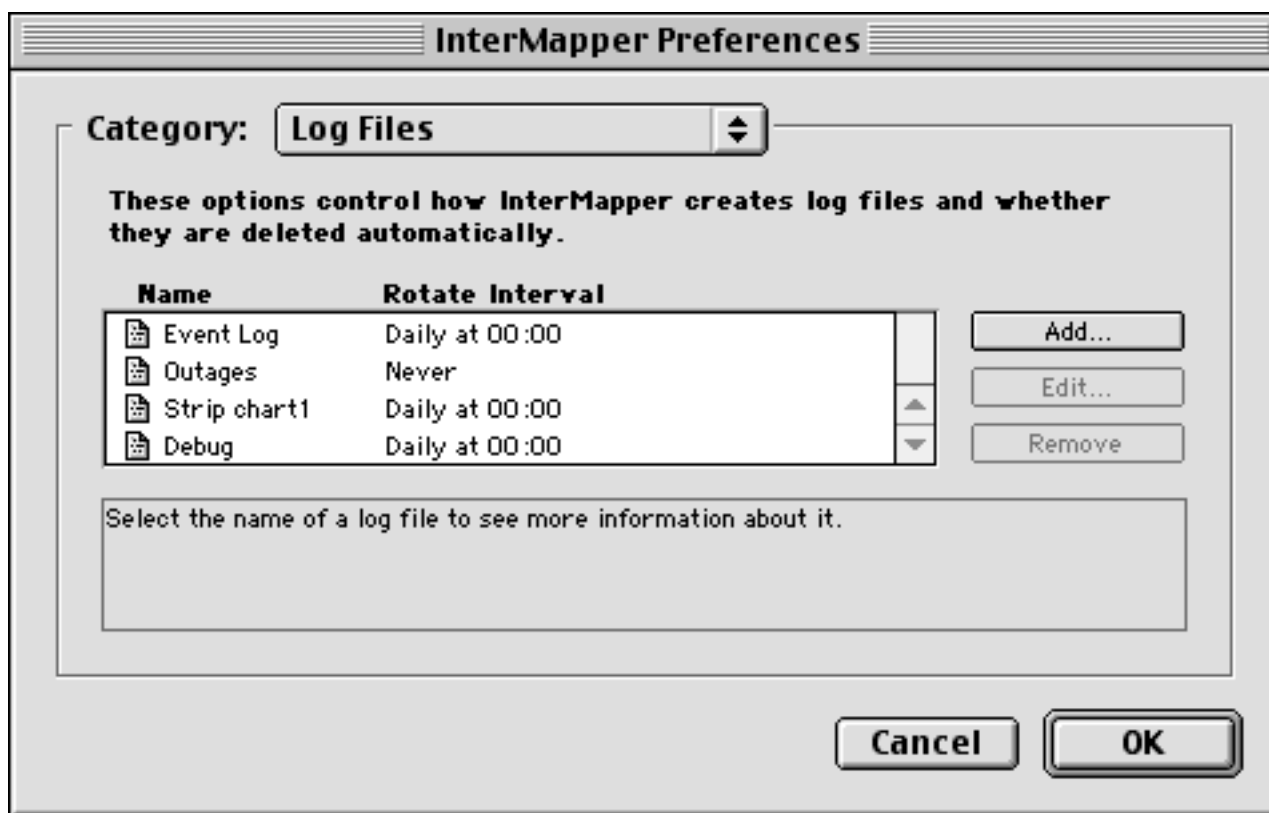 InterMapper Preferences
Category: Log Files
These options control how InterMapper creates log files and whether
they are deleted automatically.
Name Rotate Interval
Event Log Daily at 00:00
Outages Never
Strip chart1 Daily at 00:00
Debug Daily at 00:00
Add...
Edit...
Remove
Select the name of a log file to see more information about it.
Cancel OK